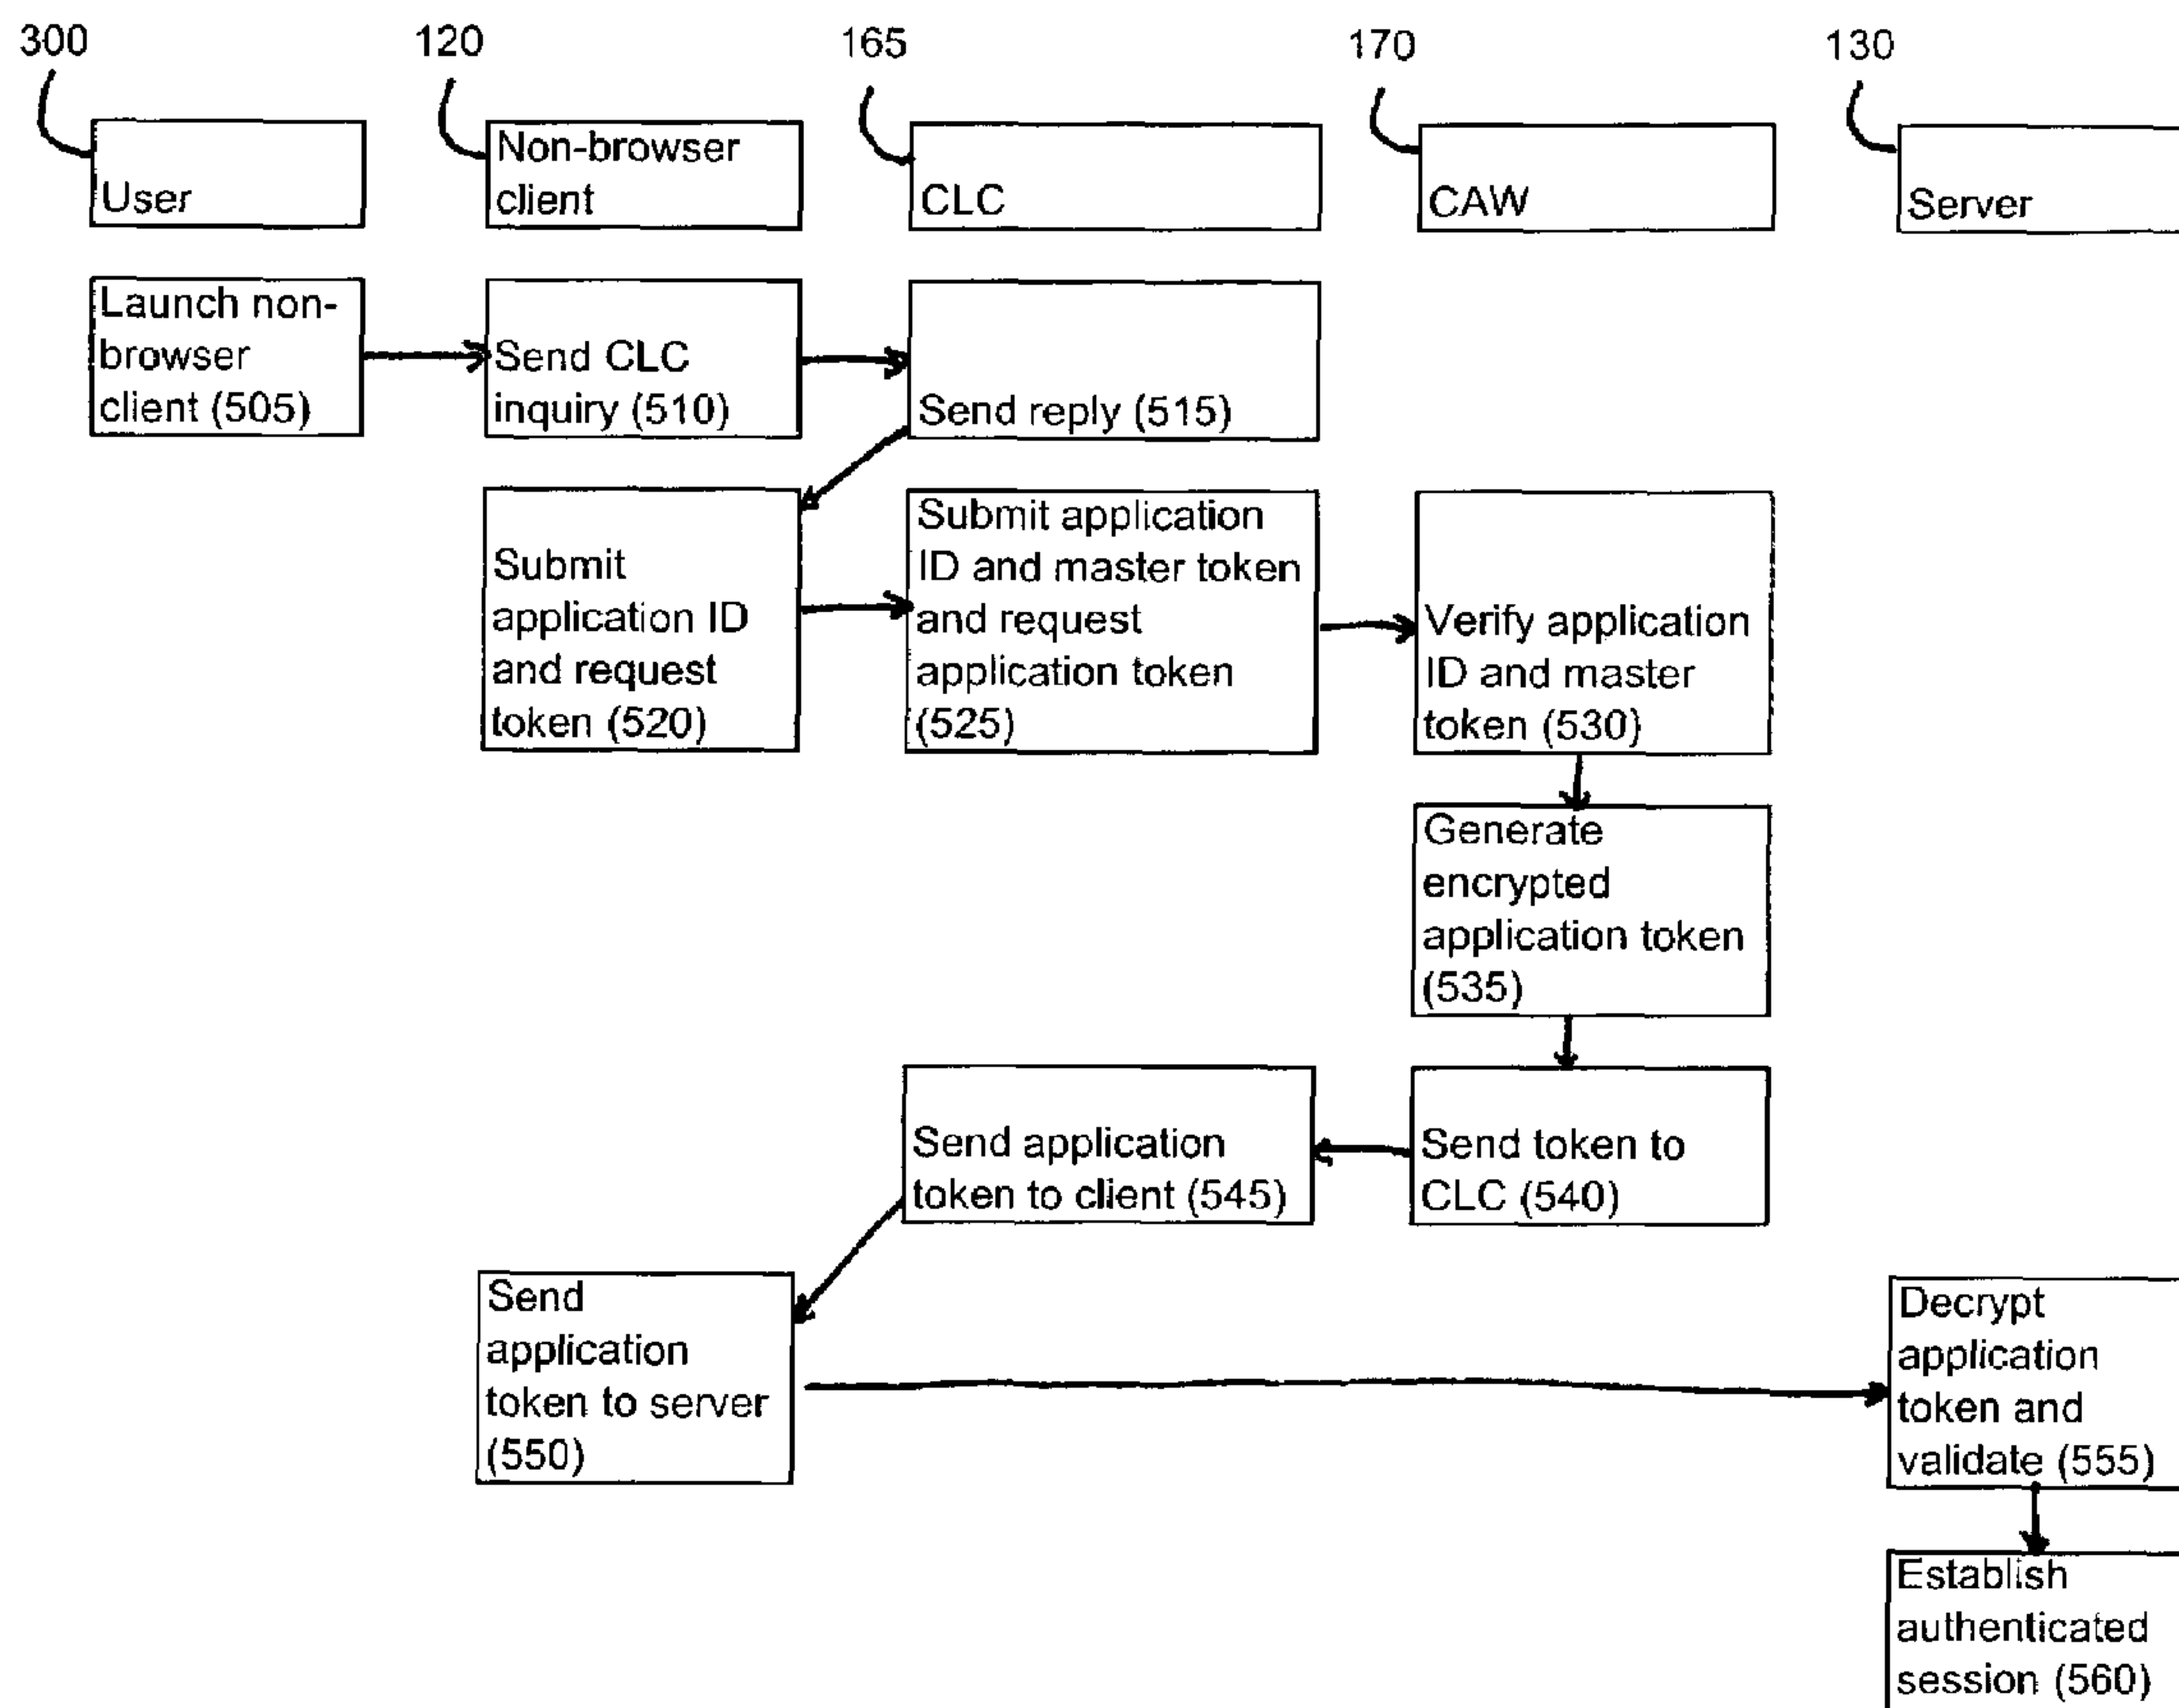 300
120
165
170
130
User
Non-browser
client
CLC
CAW
Server
Launch non-
browser
client (505)
Send CLC
inquiry (510)
Send reply (515)
Submit
application ID
and request
token (520)
Submit application
ID and master token
and request
application token
(525)
Verify application
ID and master
token (530)
Generate
encrypted
application token
(535)
Send token to
CLC (540)
Send application
token to client (545)
Send
application
token to server
(550)
Decrypt
application
token and
validate (555)
Establish
authenticated
session (560)